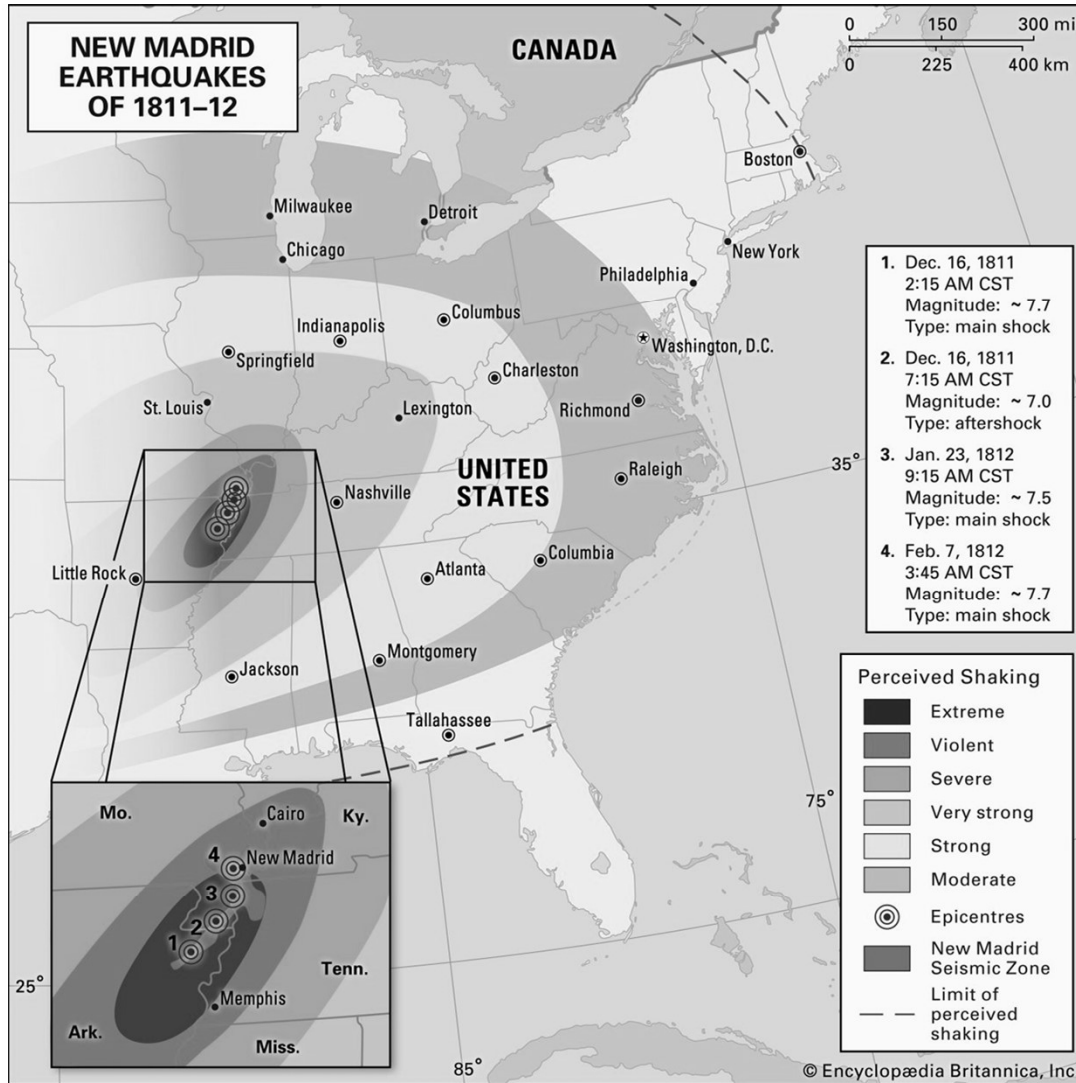 NEW MADRID
EARTHQUAKES
OF 1811–12
CANADA
0 150 300 mi
0 225 400 km
Boston
Milwaukee
Detroit
New York
Chicago
Philadelphia
Columbus
Indianapolis
Washington, D.C.
Springfield
Charleston
St. Louis
Lexington
Richmond
UNITED
STATES
35°
Raleigh
Nashville
Columbia
Little Rock
Atlanta
Montgomery
Jackson
Tallahassee
75°
25°
85°
1. Dec. 16, 1811
2:15 AM CST
Magnitude: ~ 7.7
Type: main shock
2. Dec. 16, 1811
7:15 AM CST
Magnitude: ~ 7.0
Type: aftershock
3. Jan. 23, 1812
9:15 AM CST
Magnitude: ~ 7.5
Type: main shock
4. Feb. 7, 1812
3:45 AM CST
Magnitude: ~ 7.7
Type: main shock
Perceived Shaking
Extreme
Violent
Severe
Very strong
Strong
Moderate
Epicentres
New Madrid
Seismic Zone
Limit of
perceived
shaking
Mo.
Cairo
Ky.
4
New Madrid
3
2
1
Tenn.
Memphis
Ark.
Miss.
© Encyclopædia Britannica, Inc